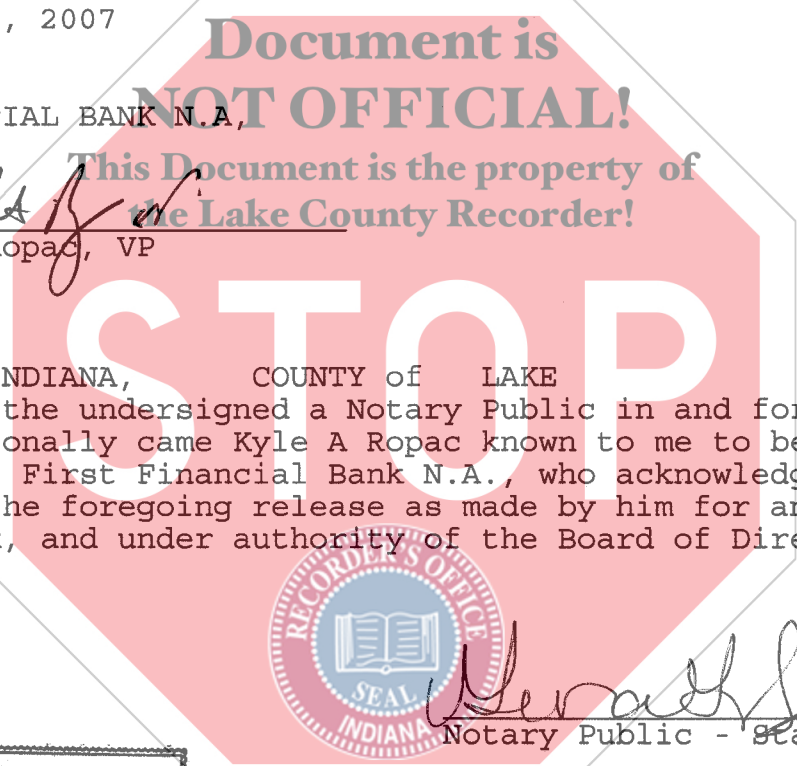 , 2007
Document is
NOT OFFICIAL!
CIAL BANK N.A,
This Document is the property of
the Lake County Recorder!
Ropac, VP
STOP
NDIANA, COUNTY of LAKE
the undersigned a Notary Public in and for
onally came Kyle A Ropac known to me to be
First Financial Bank N.A., who acknowledg
he foregoing release as made by him for an
, and under authority of the Board of Dire
RECORDER'S OFFICE
SEAL
INDIANA
Notary Public - Sta